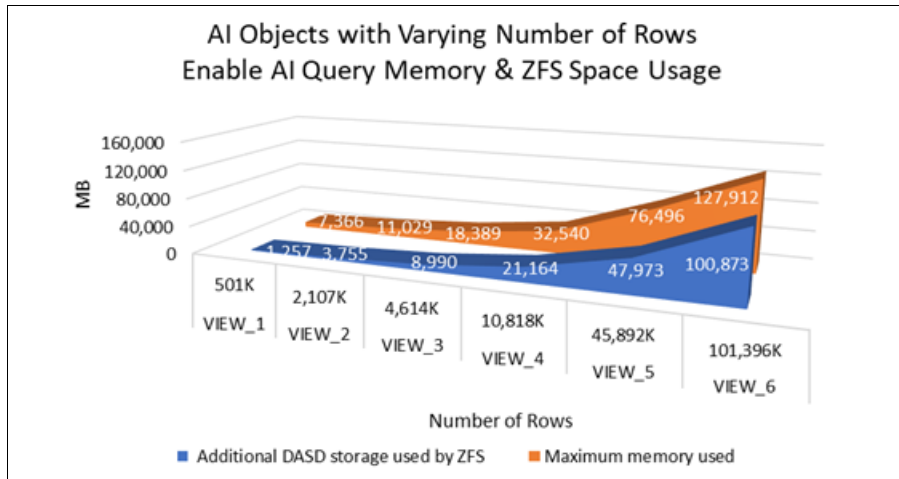 AI Objects with Varying Number of Rows
Enable AI Query Memory & ZFS Space Usage
160,000
120,000
80,000
40,000
0
MB
7,366 11,029 18,389 32,540 76,496 127,912
1,257 3,755 8,990 21,164 47,973 100,873
501K 2,107K 4,614K 10,818K 45,892K 101,396K
VIEW_1 VIEW_2 VIEW_3 VIEW_4 VIEW_5 VIEW_6
Number of Rows
Additional DASD storage used by ZFS Maximum memory used